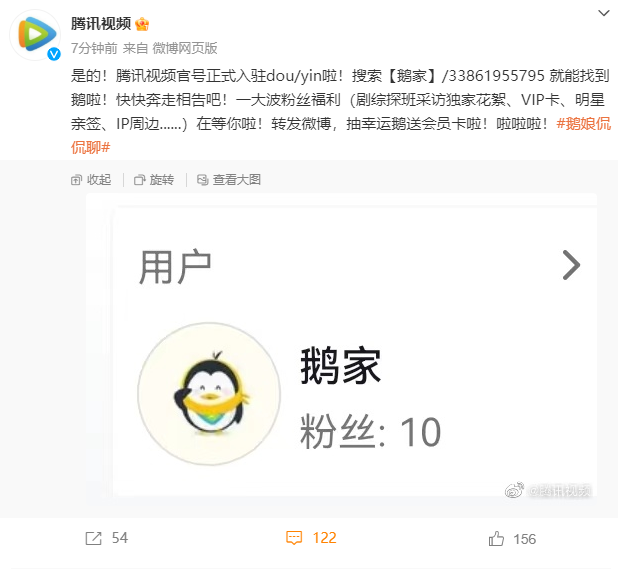 腾讯视频
7分钟前 来自 微博网页版
是的！腾讯视频官号正式入驻dou/yin啦！搜索【鹅家】/33861955795 就能找到
鹅啦！快快奔走相告吧！一大波粉丝福利（剧综探班采访独家花絮、VIP卡、明星
亲签、IP周边......）在等你啦！转发微博，抽幸运鹅送会员卡啦！啦啦啦！#鹅娘侃
侃聊#
收起 旋转 查看大图
用户
鹅家
粉丝: 10
@腾讯视频
54 122 156